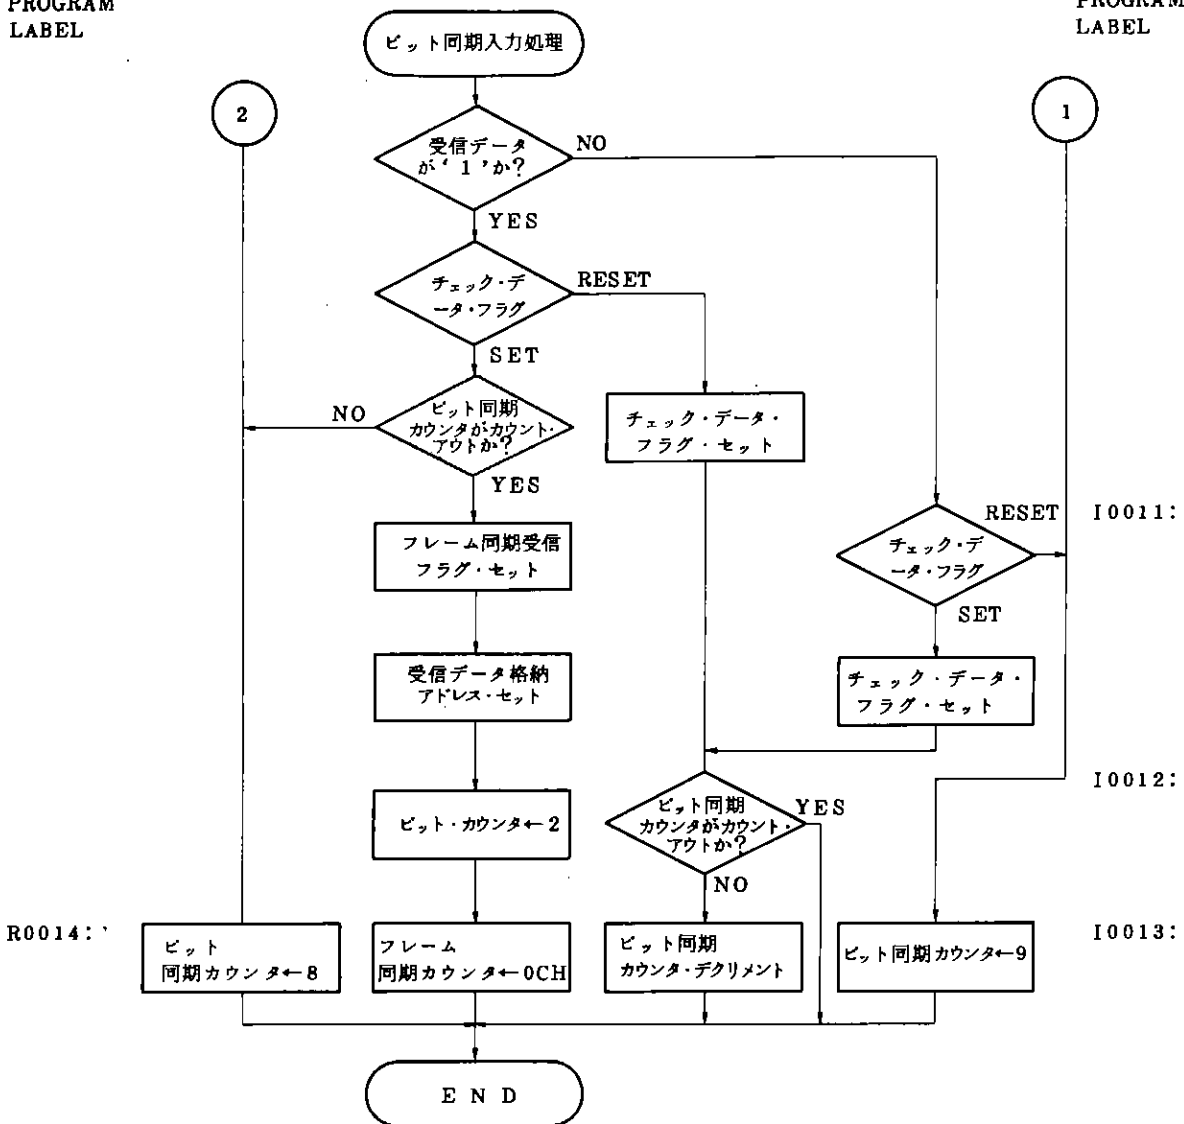 PROGRAM
LABEL
PROGRAM
LABEL
ビット同期入力処理
2
1
受信データ
が‘1’か?
NO
YES
チェック・デ
ータ・フラグ
RESET
SET
ビット同期
カウンタがカウント・
アウトか?
NO
YES
チェック・データ・
フラグ・セット
フレーム同期受信
フラグ・セット
チェック・デ
ータ・フラグ
RESET
I0011:
SET
受信データ格納
アドレス・セット
チェック・データ・
フラグ・セット
I0012:
ビット・カウンタ←2
ビット同期
カウンタがカウント・
アウトか?
YES
NO
R0014:
ビット
同期カウンタ←8
フレーム
同期カウンタ←0CH
ビット同期
カウンタ・デクリメント
ビット同期カウンタ←9
I0013:
END